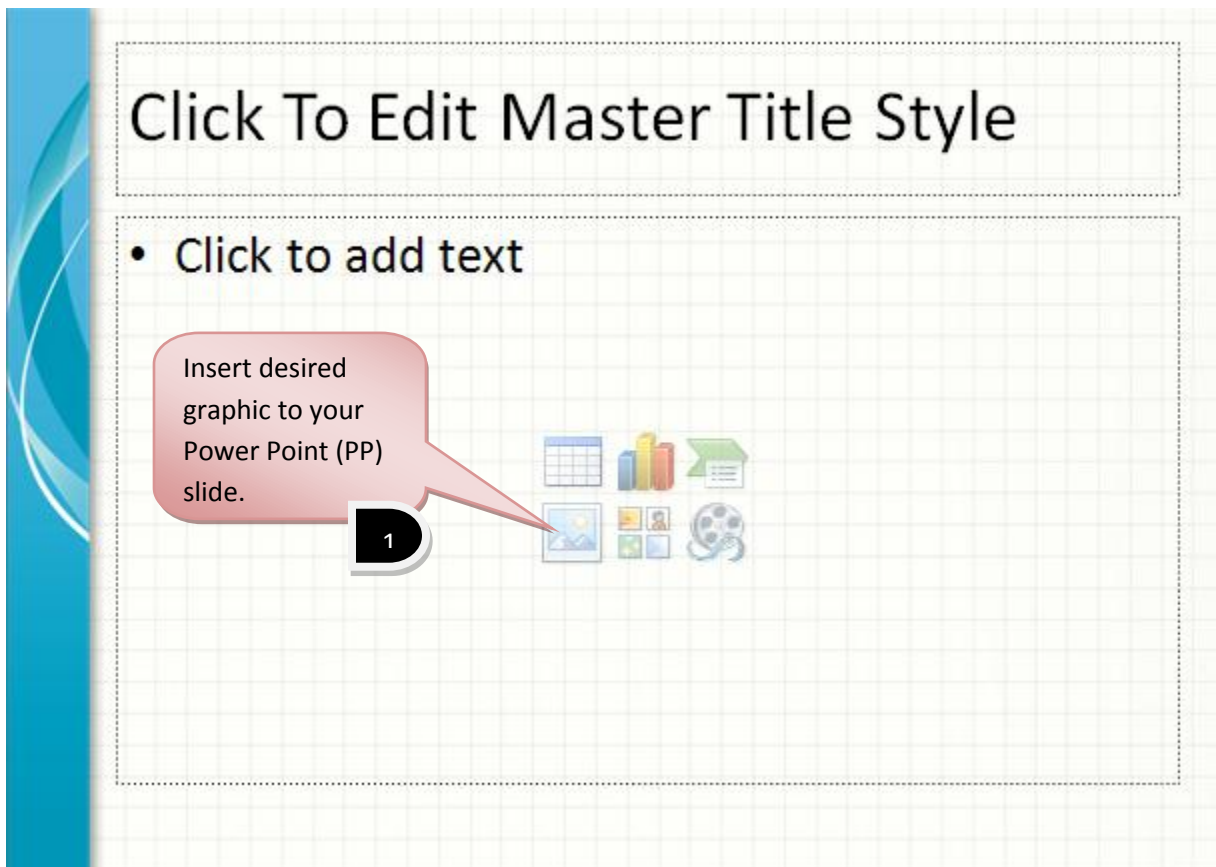 Click To Edit Master Title Style
• Click to add text
Insert desired
graphic to your
Power Point (PP)
slide.
1